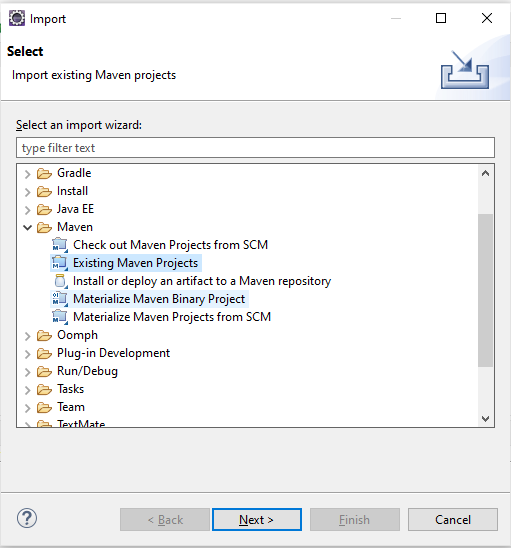 Import
Select
Import existing Maven projects
Select an import wizard:
type filter text
Gradle
Install
Java EE
Maven
Check out Maven Projects from SCM
Existing Maven Projects
Install or deploy an artifact to a Maven repository
Materialize Maven Binary Project
Materialize Maven Projects from SCM
Oomph
Plug-in Development
Run/Debug
Tasks
Team
TextMate
? < Back Next > Finish Cancel